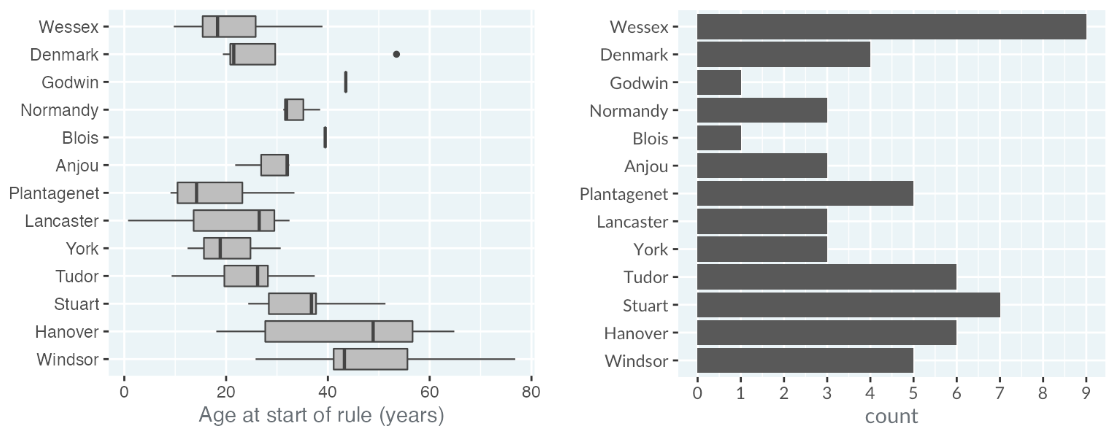 Wessex
Denmark
Godwin
Normandy
Blois
Anjou
Plantagenet
Lancaster
York
Tudor
Stuart
Hanover
Windsor
0 20 40 60 80
Age at start of rule (years)
Wessex
Denmark
Godwin
Normandy
Blois
Anjou
Plantagenet
Lancaster
York
Tudor
Stuart
Hanover
Windsor
0 1 2 3 4 5 6 7 8 9
count